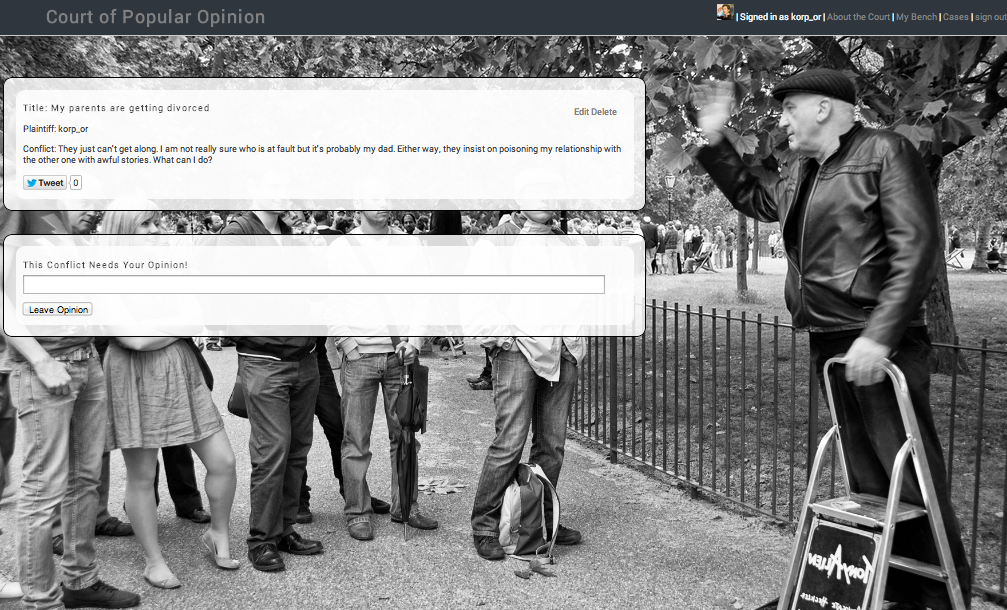 Court of Popular Opinion
| Signed in as korp_or | About the Court | My Bench | Cases | sign out
Title: My parents are getting divorced
Edit Delete
Plaintiff: korp_or
Conflict: They just can't get along. I am not really sure who is at fault but it's probably my dad. Either way, they insist on poisoning my relationship with
the other one with awful stories. What can I do?
Tweet 0
This Conflict Needs Your Opinion!
Leave Opinion